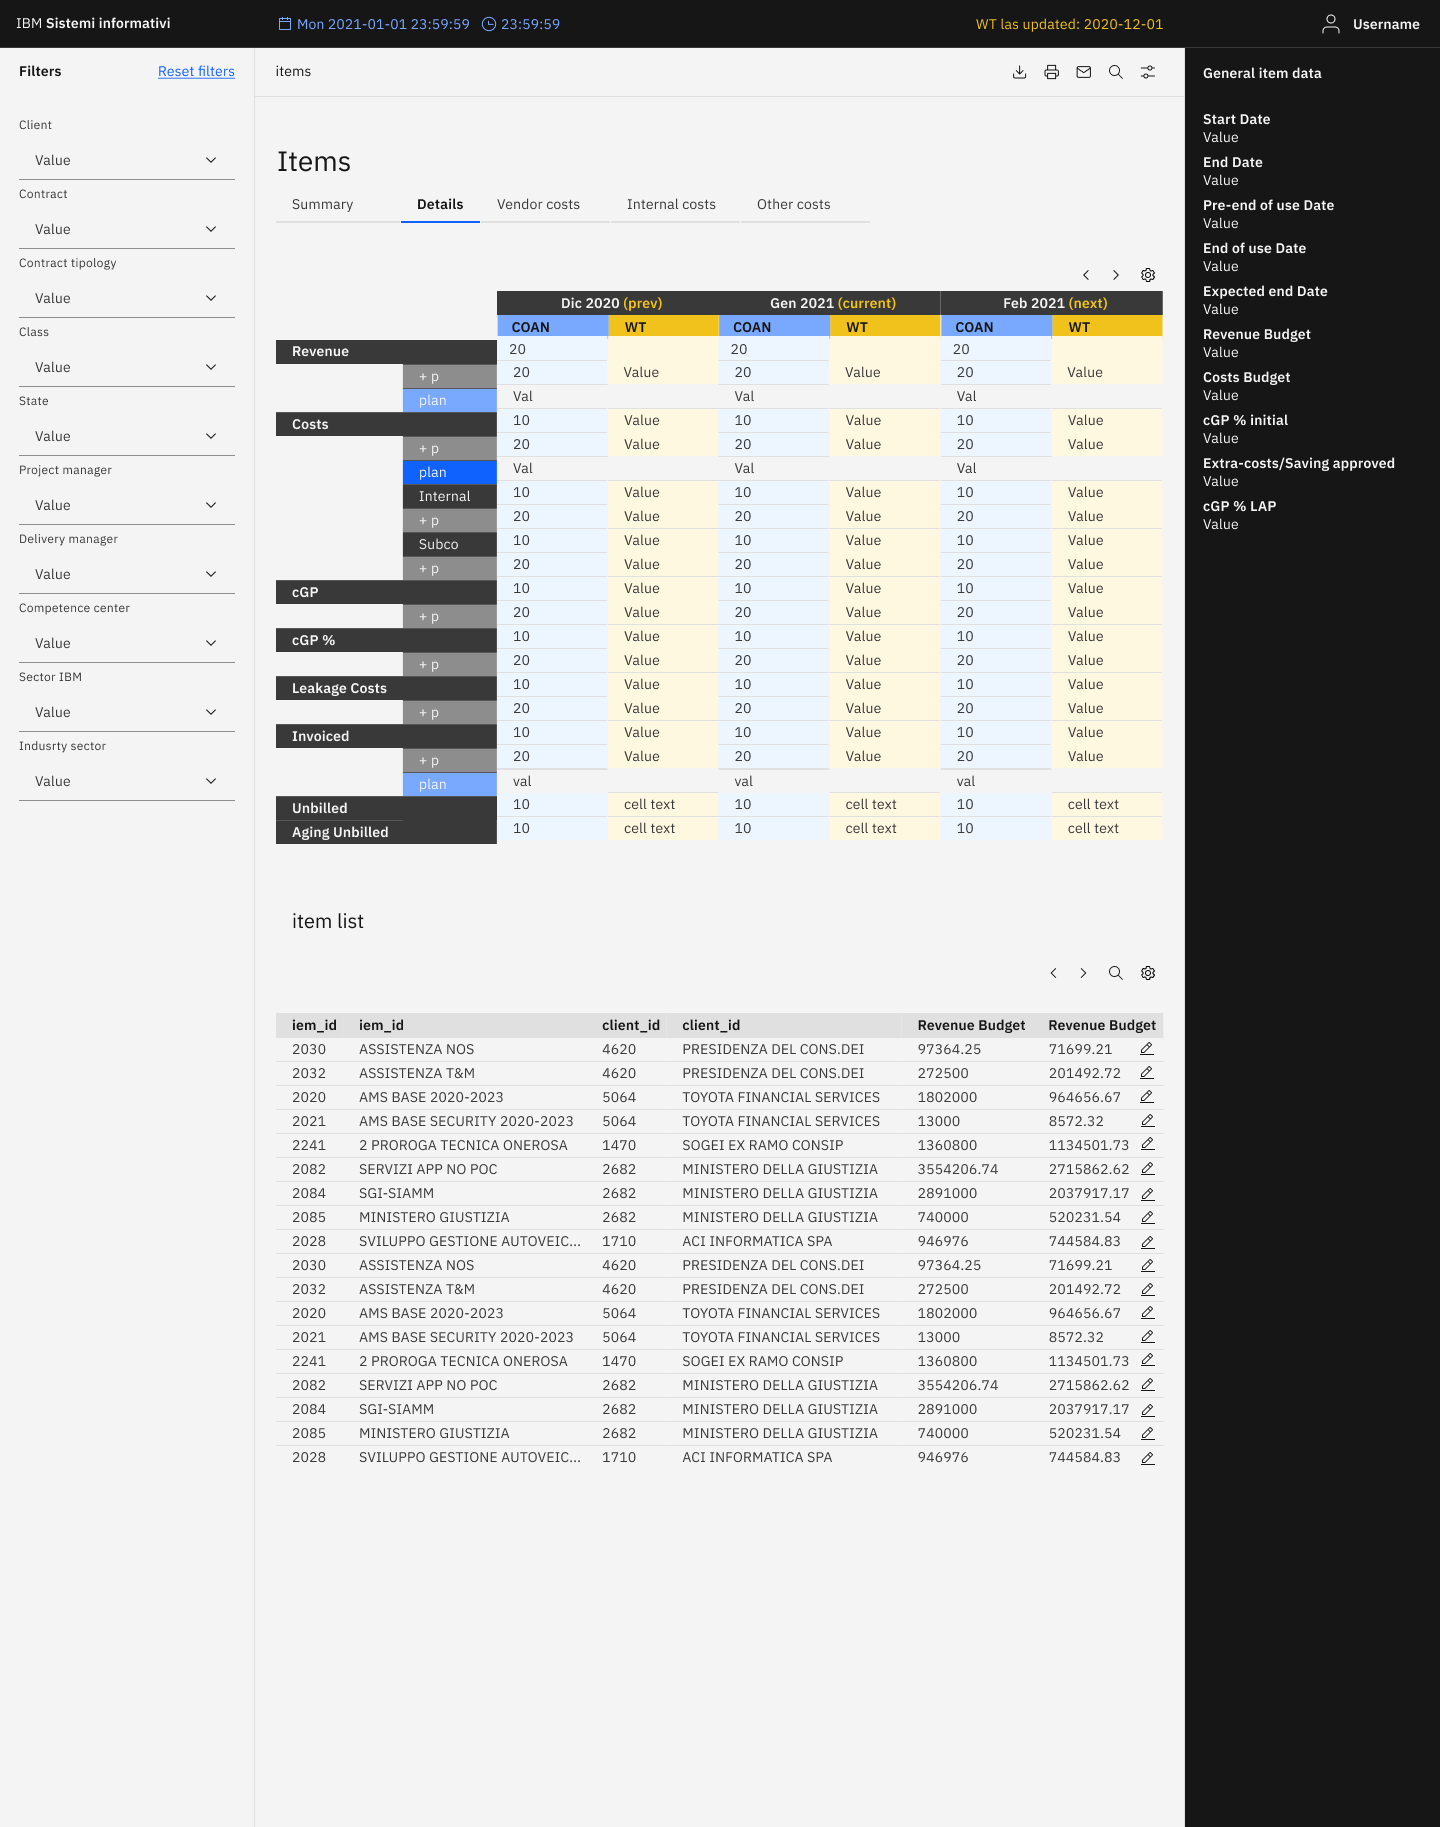 IBM Sistemi informativi
Mon 2021-01-01 23:59:59 23:59:59
WT las updated: 2020-12-01
Username
Filters Reset filters
Client
Value
Contract
Value
Contract tipology
Value
Class
Value
State
Value
Project manager
Value
Delivery manager
Value
Competence center
Value
Sector IBM
Value
Indusrty sector
Value
items
Items
Summary Details Vendor costs Internal costs Other costs
Dic 2020 (prev) Gen 2021 (current) Feb 2021 (next)
COAN WT COAN WT COAN WT
Revenue 20 20 20
+ p 20 Value 20 Value 20 Value
plan Val Val Val
Costs 10 Value 10 Value 10 Value
+ p 20 Value 20 Value 20 Value
plan Val Val Val
Internal 10 Value 10 Value 10 Value
+ p 20 Value 20 Value 20 Value
Subco 10 Value 10 Value 10 Value
+ p 20 Value 20 Value 20 Value
cGP 10 Value 10 Value 10 Value
+ p 20 Value 20 Value 20 Value
cGP % 10 Value 10 Value 10 Value
+ p 20 Value 20 Value 20 Value
Leakage Costs 10 Value 10 Value 10 Value
+ p 20 Value 20 Value 20 Value
Invoiced 10 Value 10 Value 10 Value
+ p 20 Value 20 Value 20 Value
plan val val val
Unbilled 10 cell text 10 cell text 10 cell text
Aging Unbilled 10 cell text 10 cell text 10 cell text
item list
iem_id iem_id client_id client_id Revenue Budget Revenue Budget
2030 ASSISTENZA NOS 4620 PRESIDENZA DEL CONS.DEI 97364.25 71699.21
2032 ASSISTENZA T&M 4620 PRESIDENZA DEL CONS.DEI 272500 201492.72
2020 AMS BASE 2020-2023 5064 TOYOTA FINANCIAL SERVICES 1802000 964656.67
2021 AMS BASE SECURITY 2020-2023 5064 TOYOTA FINANCIAL SERVICES 13000 8572.32
2241 2 PROROGA TECNICA ONEROSA 1470 SOGEI EX RAMO CONSIP 1360800 1134501.73
2082 SERVIZI APP NO POC 2682 MINISTERO DELLA GIUSTIZIA 3554206.74 2715862.62
2084 SGI-SIAMM 2682 MINISTERO DELLA GIUSTIZIA 2891000 2037917.17
2085 MINISTERO GIUSTIZIA 2682 MINISTERO DELLA GIUSTIZIA 740000 520231.54
2028 SVILUPPO GESTIONE AUTOVEIC... 1710 ACI INFORMATICA SPA 946976 744584.83
2030 ASSISTENZA NOS 4620 PRESIDENZA DEL CONS.DEI 97364.25 71699.21
2032 ASSISTENZA T&M 4620 PRESIDENZA DEL CONS.DEI 272500 201492.72
2020 AMS BASE 2020-2023 5064 TOYOTA FINANCIAL SERVICES 1802000 964656.67
2021 AMS BASE SECURITY 2020-2023 5064 TOYOTA FINANCIAL SERVICES 13000 8572.32
2241 2 PROROGA TECNICA ONEROSA 1470 SOGEI EX RAMO CONSIP 1360800 1134501.73
2082 SERVIZI APP NO POC 2682 MINISTERO DELLA GIUSTIZIA 3554206.74 2715862.62
2084 SGI-SIAMM 2682 MINISTERO DELLA GIUSTIZIA 2891000 2037917.17
2085 MINISTERO GIUSTIZIA 2682 MINISTERO DELLA GIUSTIZIA 740000 520231.54
2028 SVILUPPO GESTIONE AUTOVEIC... 1710 ACI INFORMATICA SPA 946976 744584.83
General item data
Start Date
Value
End Date
Value
Pre-end of use Date
Value
End of use Date
Value
Expected end Date
Value
Revenue Budget
Value
Costs Budget
Value
cGP % initial
Value
Extra-costs/Saving approved
Value
cGP % LAP
Value